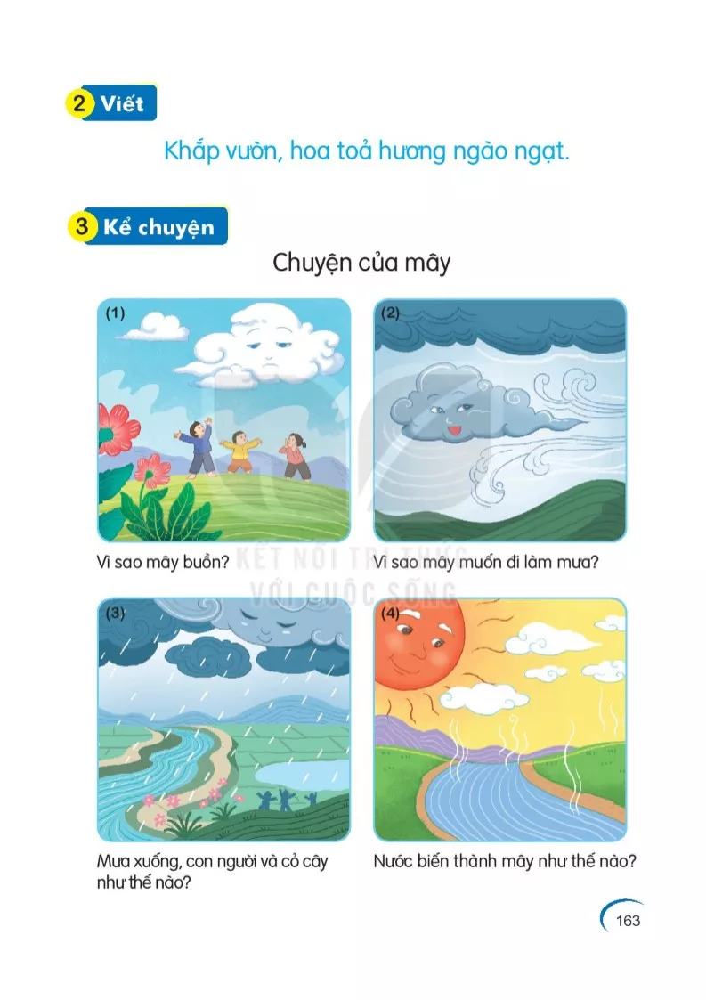 2 Viết
Khắp vườn, hoa toả hương ngào ngạt.
3 Kể chuyện
Chuyện của mây
(1)
(2)
Vì sao mây buồn?
Vì sao mây muốn đi làm mưa?
KẾT NỐI TRI THỨC
VỚI CUỘC SỐNG
(3)
(4)
Mưa xuống, con người và cỏ cây
như thế nào?
Nước biến thành mây như thế nào?
163